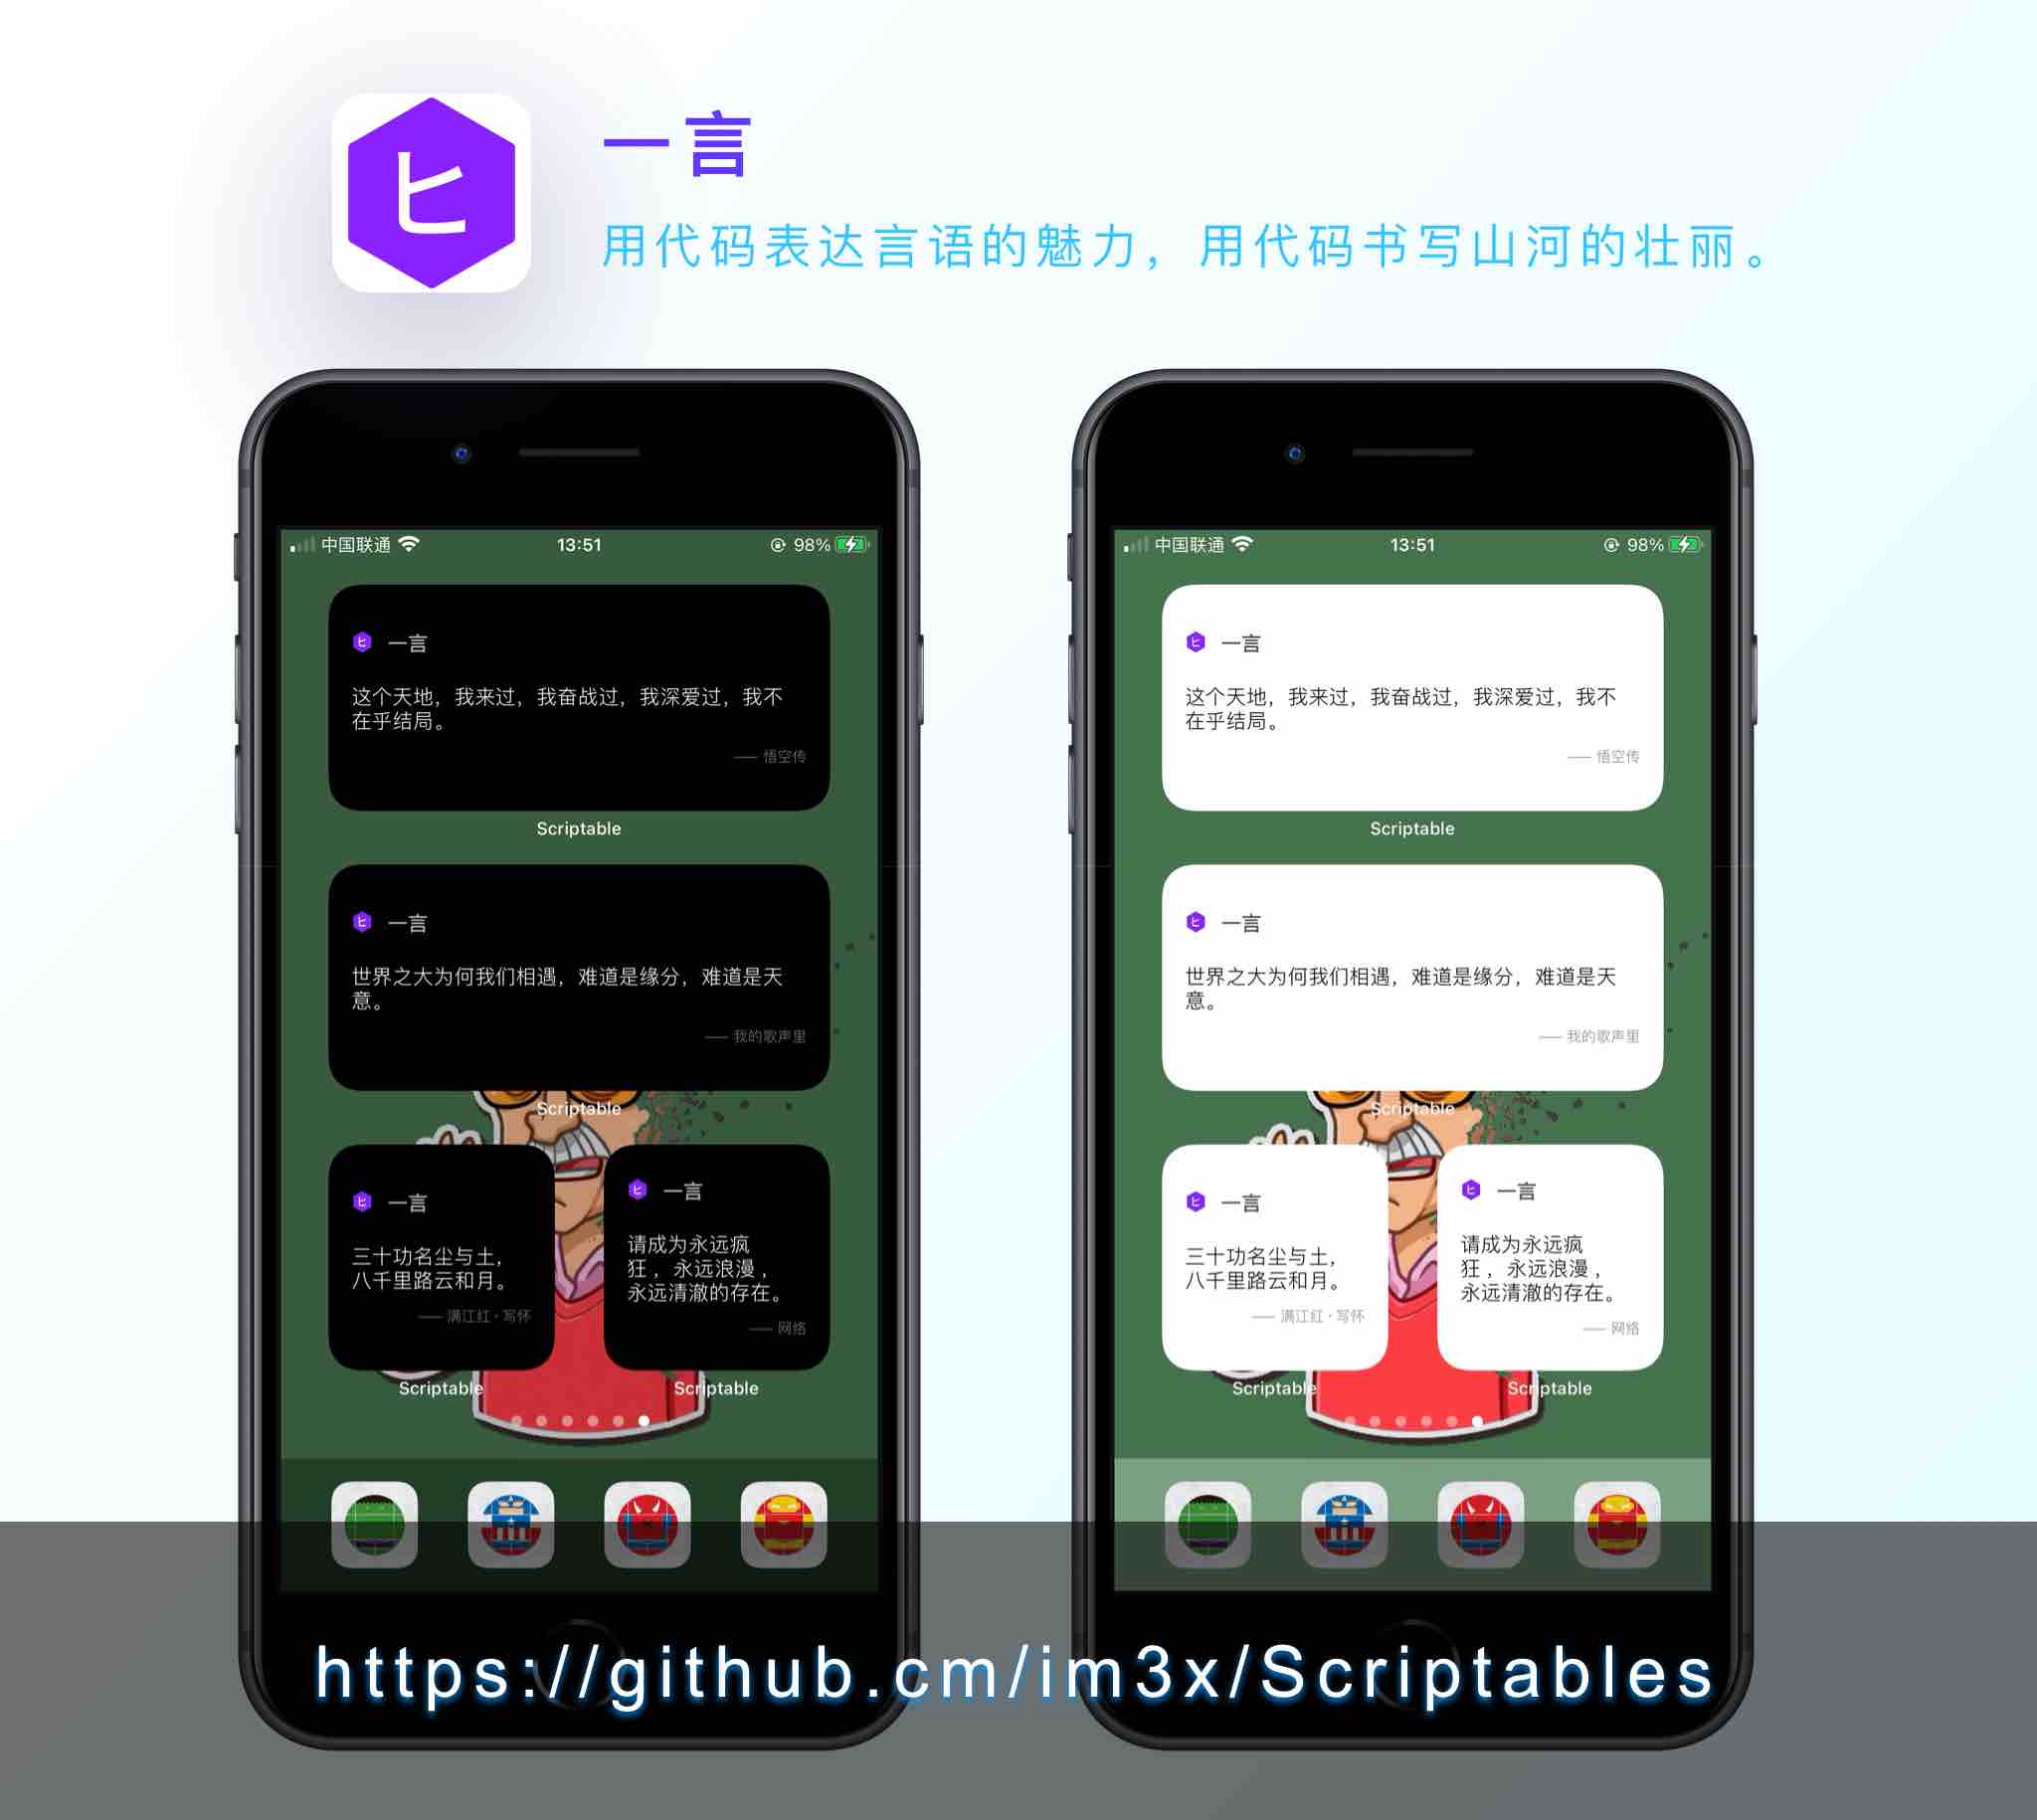 ヒ
一言
用代码表达言语的魅力，用代码书写山河的壮丽。
中国联通 13:51 98%
一言
这个天地，我来过，我奋战过，我深爱过，我不
在乎结局。
—— 悟空传
Scriptable
一言
世界之大为何我们相遇，难道是缘分，难道是天
意。
—— 我的歌声里
Scriptable
一言
三十功名尘与土，
八千里路云和月。
—— 满江红·写怀
Scriptable
一言
请成为永远疯
狂 ，永远浪漫 ，
永远清澈的存在。
—— 网络
Scriptable
中国联通 13:51 98%
一言
这个天地，我来过，我奋战过，我深爱过，我不
在乎结局。
—— 悟空传
Scriptable
一言
世界之大为何我们相遇，难道是缘分，难道是天
意。
—— 我的歌声里
Scriptable
一言
三十功名尘与土，
八千里路云和月。
—— 满江红·写怀
Scriptable
一言
请成为永远疯
狂 ，永远浪漫 ，
永远清澈的存在。
—— 网络
Scriptable
https://github.cm/im3x/Scriptables